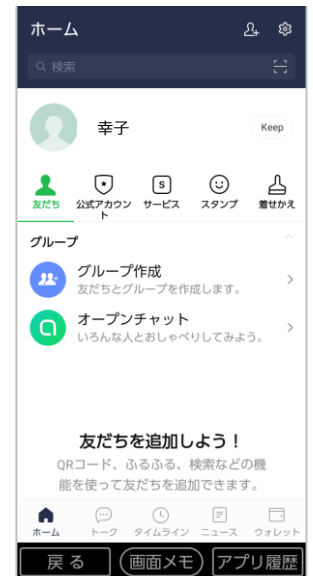 ホーム
検索
幸子
Keep
友だち
公式アカウン
ト
サービス
スタンプ
着せかえ
グループ
グループ作成
友だちとグループを作成します。
オープンチャット
いろんな人とおしゃべりしてみよう。
友だちを追加しよう！
QRコード、ふるふる、検索などの機
能を使って友だちを追加できます。
ホーム
トーク
タイムライン
ニュース
ウォレット
戻る
画面メモ
アプリ履歴